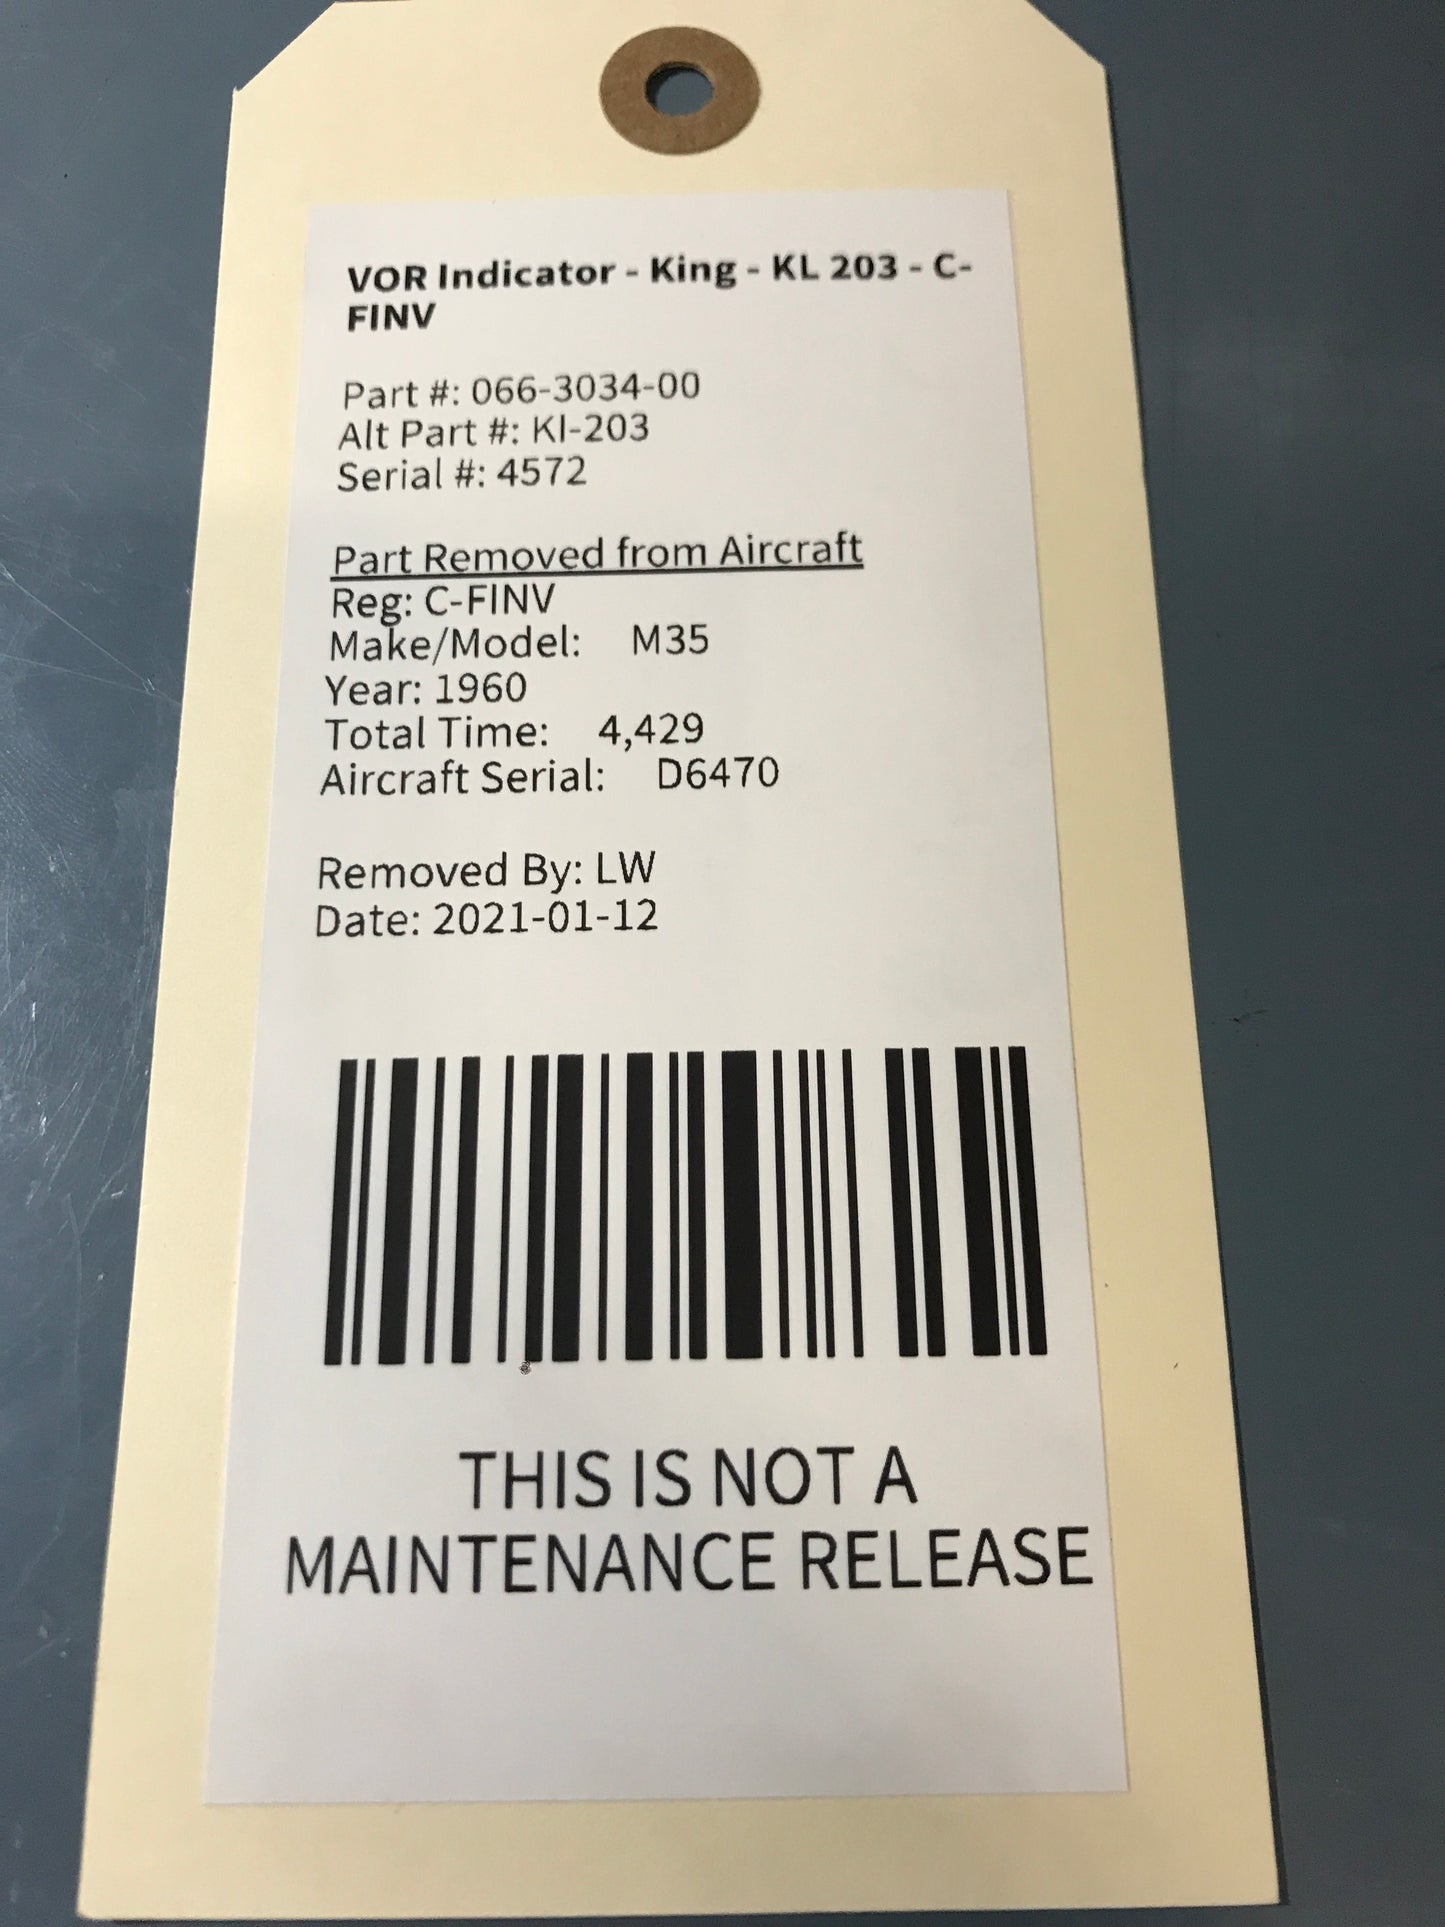 VOR Indicator - King - KL 203 - C-
FINV
Part #: 066-3034-00
Alt Part #: KI-203
Serial #: 4572
Part Removed from Aircraft
Reg: C-FINV
Make/Model: M35
Year: 1960
Total Time: 4,429
Aircraft Serial: D6470
Removed By: LW
Date: 2021-01-12
THIS IS NOT A
MAINTENANCE RELEASE